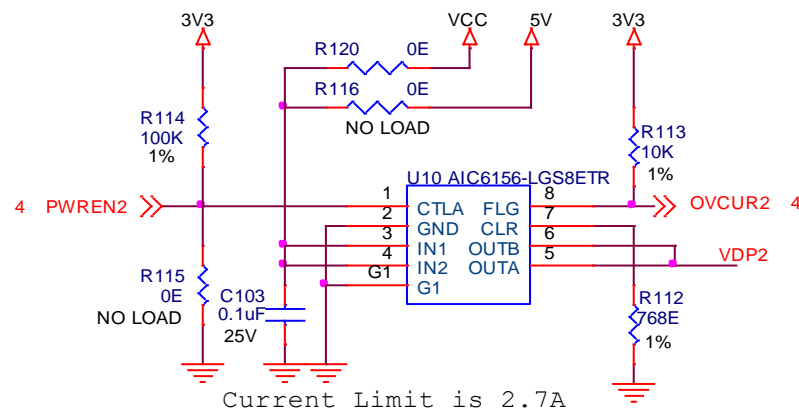 3V3 VCC 5V 3V3
R120 0E
R116 0E
NO LOAD
R114
100K
1%
R113
10K
1%
U10 AIC6156-LGS8ETR
4 PWREN2
1 CTLA FLG 8
2 GND CLR 7
3 IN1 OUTB 6
4 IN2 OUTA 5
G1 G1
OVCUR2 4
VDP2
R115
0E
NO LOAD
C103
0.1uF
25V
R112
768E
1%
Current Limit is 2.7A